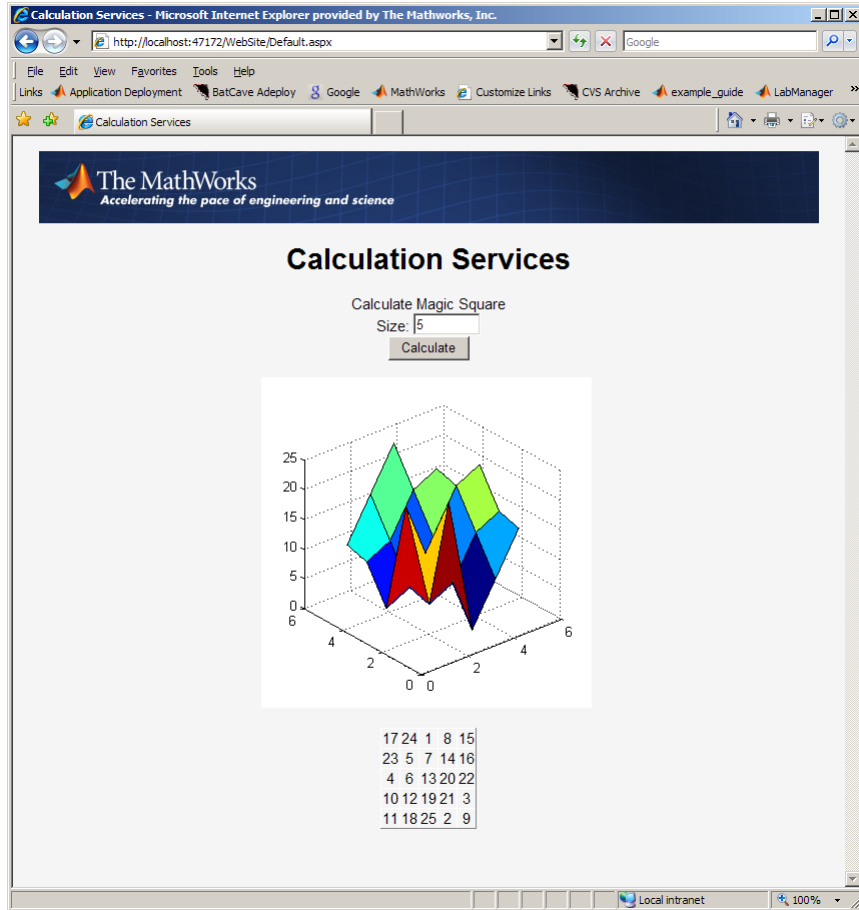 Calculation Services - Microsoft Internet Explorer provided by The Mathworks, Inc.
http://localhost:47172/WebSite/Default.aspx
Google
File Edit View Favorites Tools Help
Links Application Deployment BatCave Adeploy Google MathWorks Customize Links CVS Archive example_guide LabManager »
Calculation Services
The MathWorks
Accelerating the pace of engineering and science
Calculation Services
Calculate Magic Square
Size: 5
Calculate
25
20
15
10
5
0
6
4
2
0
0
2
4
6
17 24 1 8 15
23 5 7 14 16
4 6 13 20 22
10 12 19 21 3
11 18 25 2 9
Local intranet 100%